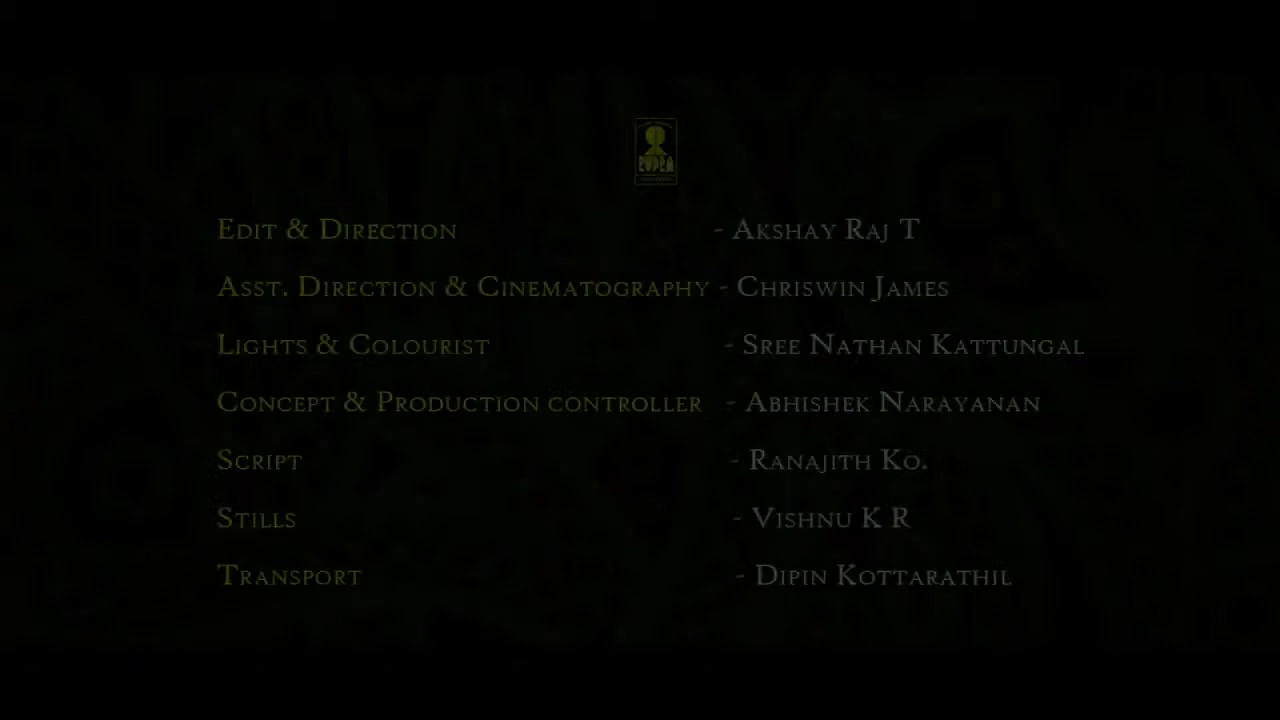 Edit & Direction - Akshay Raj T
Asst. Direction & Cinematography - Chriswin James
Lights & Colourist - Sree Nathan Kattungal
Concept & Production controller - Abhishek Narayanan
Script - Ranajith Ko.
Stills - Vishnu K R
Transport - Dipin Kottarathil